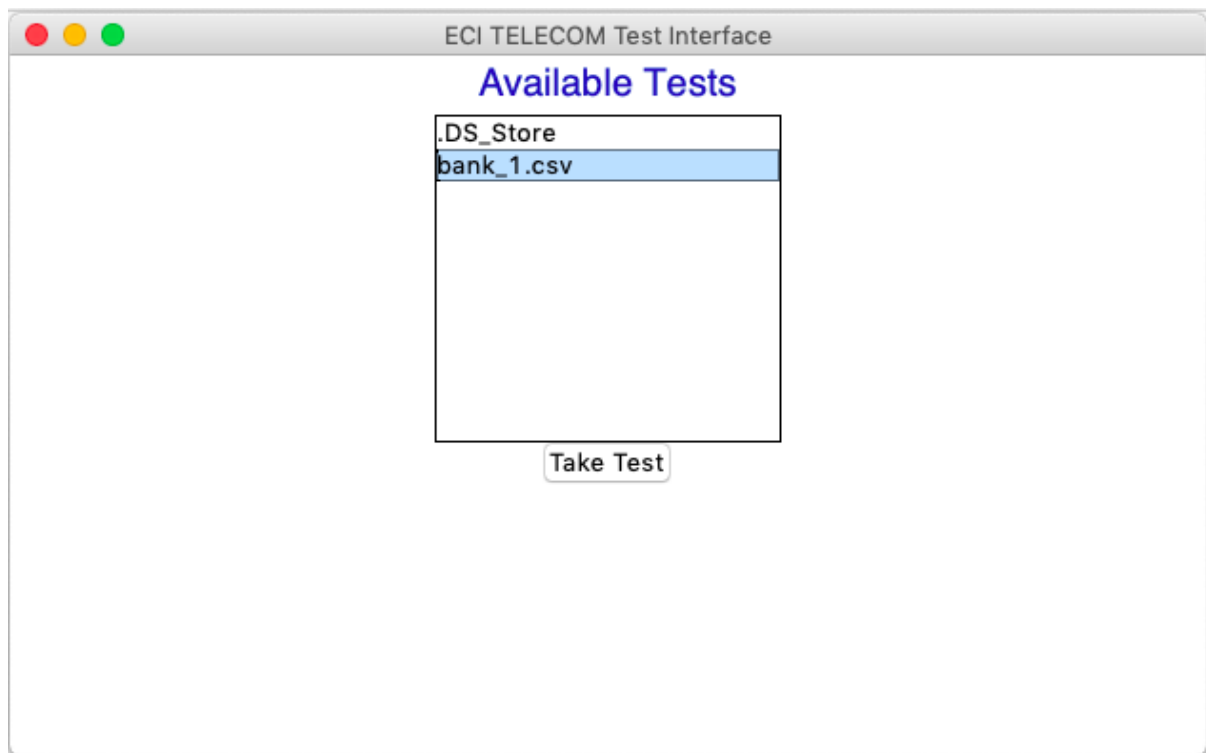 ECI TELECOM Test Interface
Available Tests
.DS_Store
bank_1.csv
Take Test